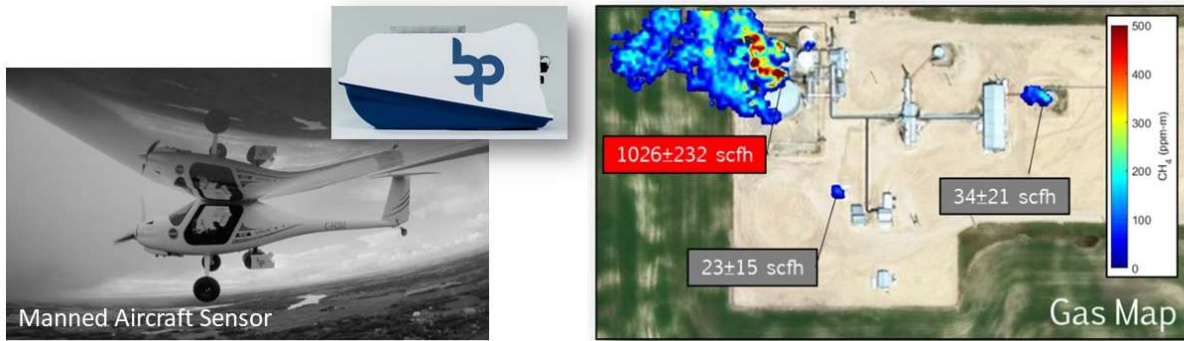 bp
Manned Aircraft Sensor
1026±232 scfh
34±21 scfh
23±15 scfh
500
400
300
200
100
0
CH₄ (ppm-m)
Gas Map